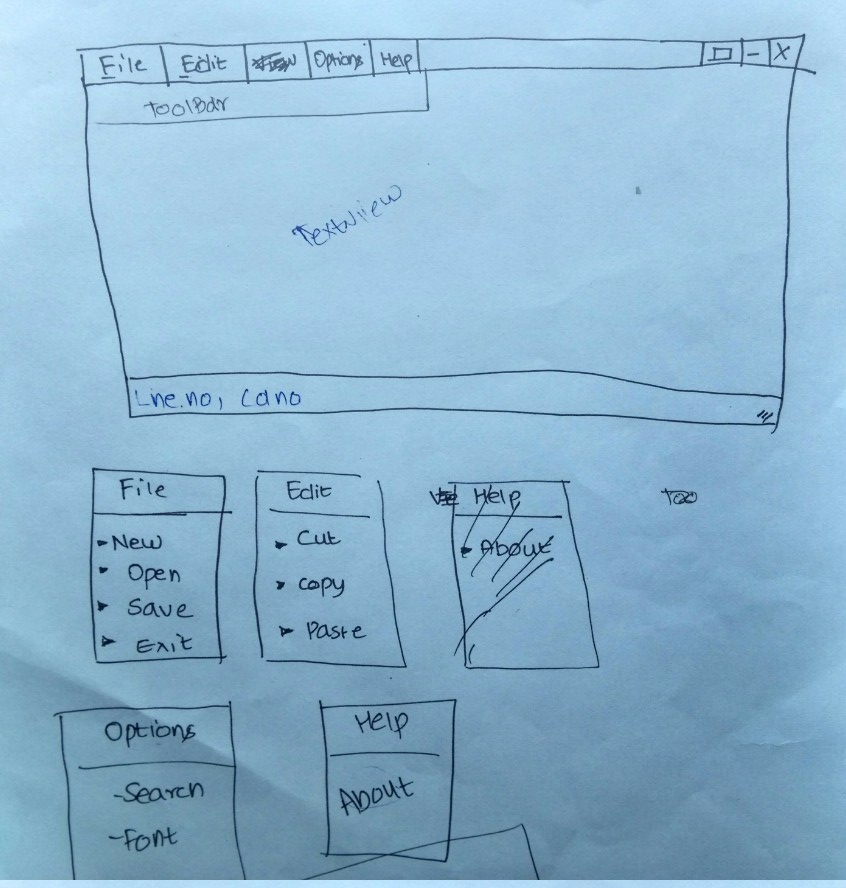 File Edit Options Help X
ToolBar
TextView
Line.no, Col no
File
New
Open
Save
Exit
Edit
Cut
Copy
Paste
Help
About
Too
Options
-Search
-Font
Help
About